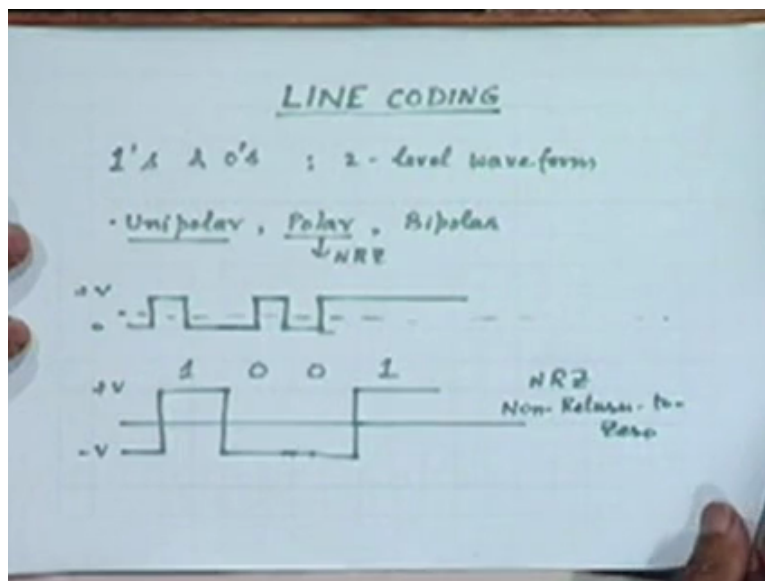 LINE CODING
1's & 0's : 2-level waveform
· Unipolar, Polar, Bipolar
↓NRZ
+V
0
1 0 0 1
+V
NRZ
Non-Return-to-
Zero
-V